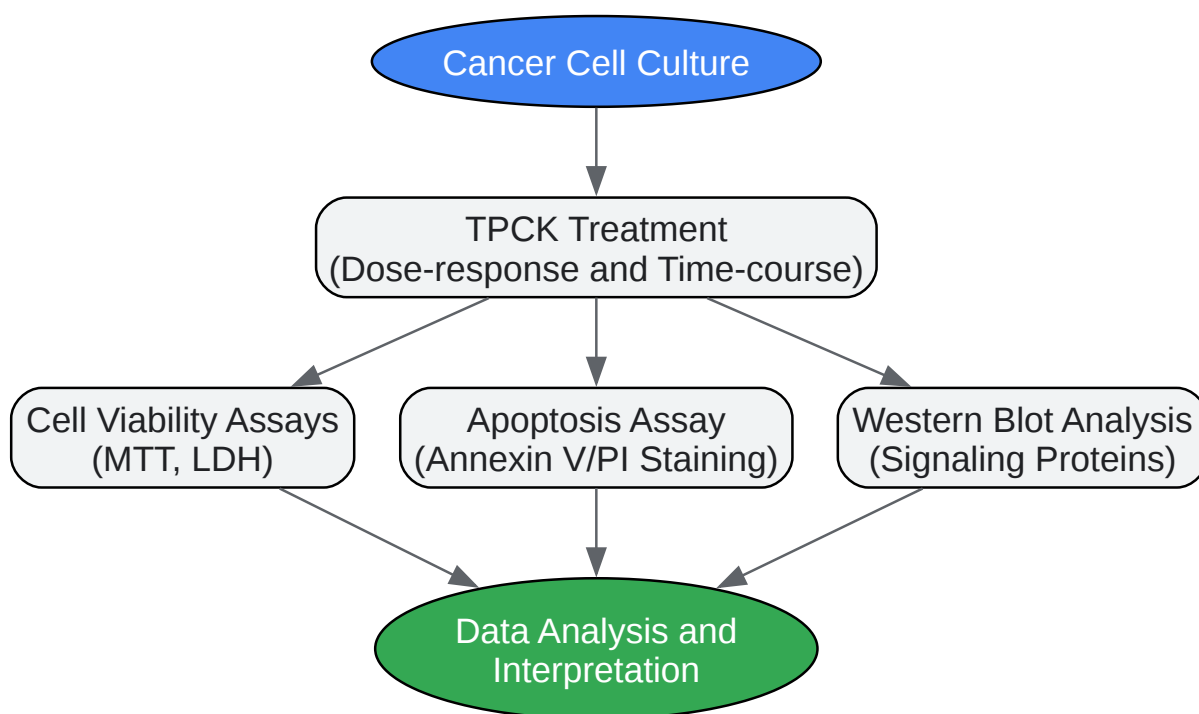 Cancer Cell Culture
TPCK Treatment
(Dose-response and Time-course)
Cell Viability Assays
(MTT, LDH)
Apoptosis Assay
(Annexin V/PI Staining)
Western Blot Analysis
(Signaling Proteins)
Data Analysis and
Interpretation